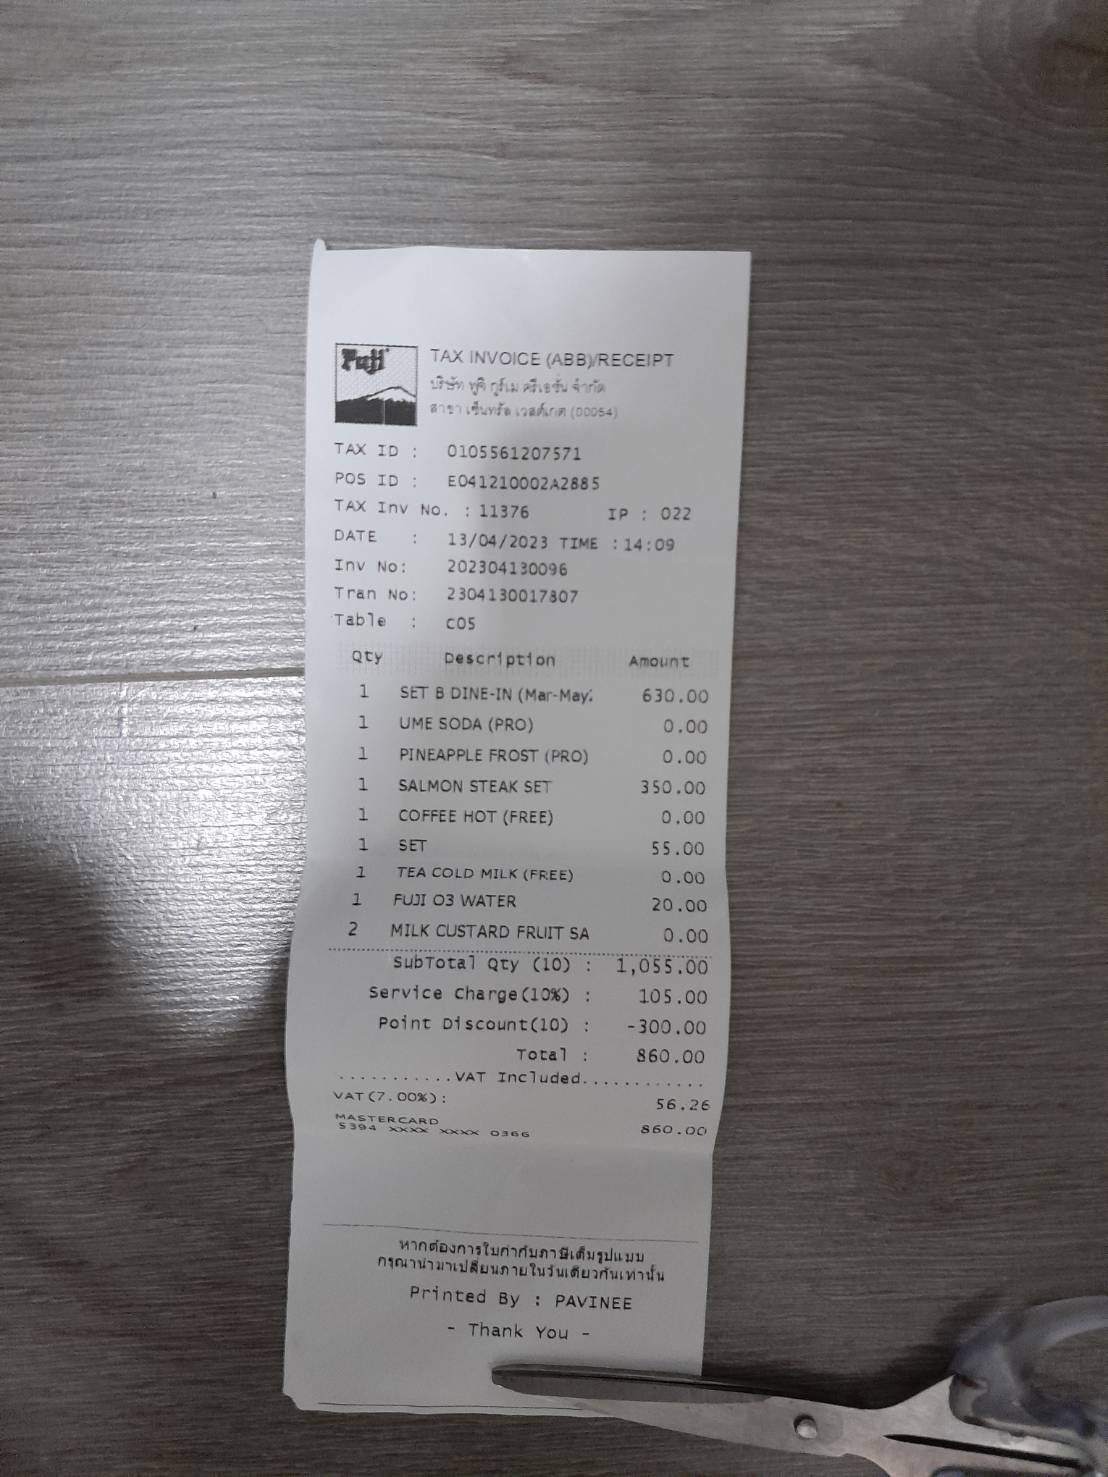 Fuji
TAX INVOICE (ABB)/RECEIPT
บริษัท ฟูจิ กูร์เม ครีเอชั่น จำกัด
สาขา เซ็นทรัล เวสต์เกต (00054)
TAX ID : 0105561207571
POS ID : E041210002A2885
TAX Inv No. : 11376 IP : 022
DATE : 13/04/2023 TIME :14:09
Inv No: 202304130096
Tran No: 2304130017807
Table : C05
Qty Description Amount
1 SET B DINE-IN (Mar-May 630.00
1 UME SODA (PRO) 0.00
1 PINEAPPLE FROST (PRO) 0.00
1 SALMON STEAK SET 350.00
1 COFFEE HOT (FREE) 0.00
1 SET 55.00
1 TEA COLD MILK (FREE) 0.00
1 FUJI O3 WATER 20.00
2 MILK CUSTARD FRUIT SA 0.00
SubTotal Qty (10) : 1,055.00
Service Charge(10%) : 105.00
Point Discount(10) : -300.00
Total : 860.00
...........VAT Included............
VAT(7.00%): 56.26
MASTERCARD
5394 XXXX XXXX 0366 860.00
หากต้องการใบกำกับภาษีเต็มรูปแบบ
กรุณานำมาเปลี่ยนภายในวันเดียวกันเท่านั้น
Printed By : PAVINEE
- Thank You -